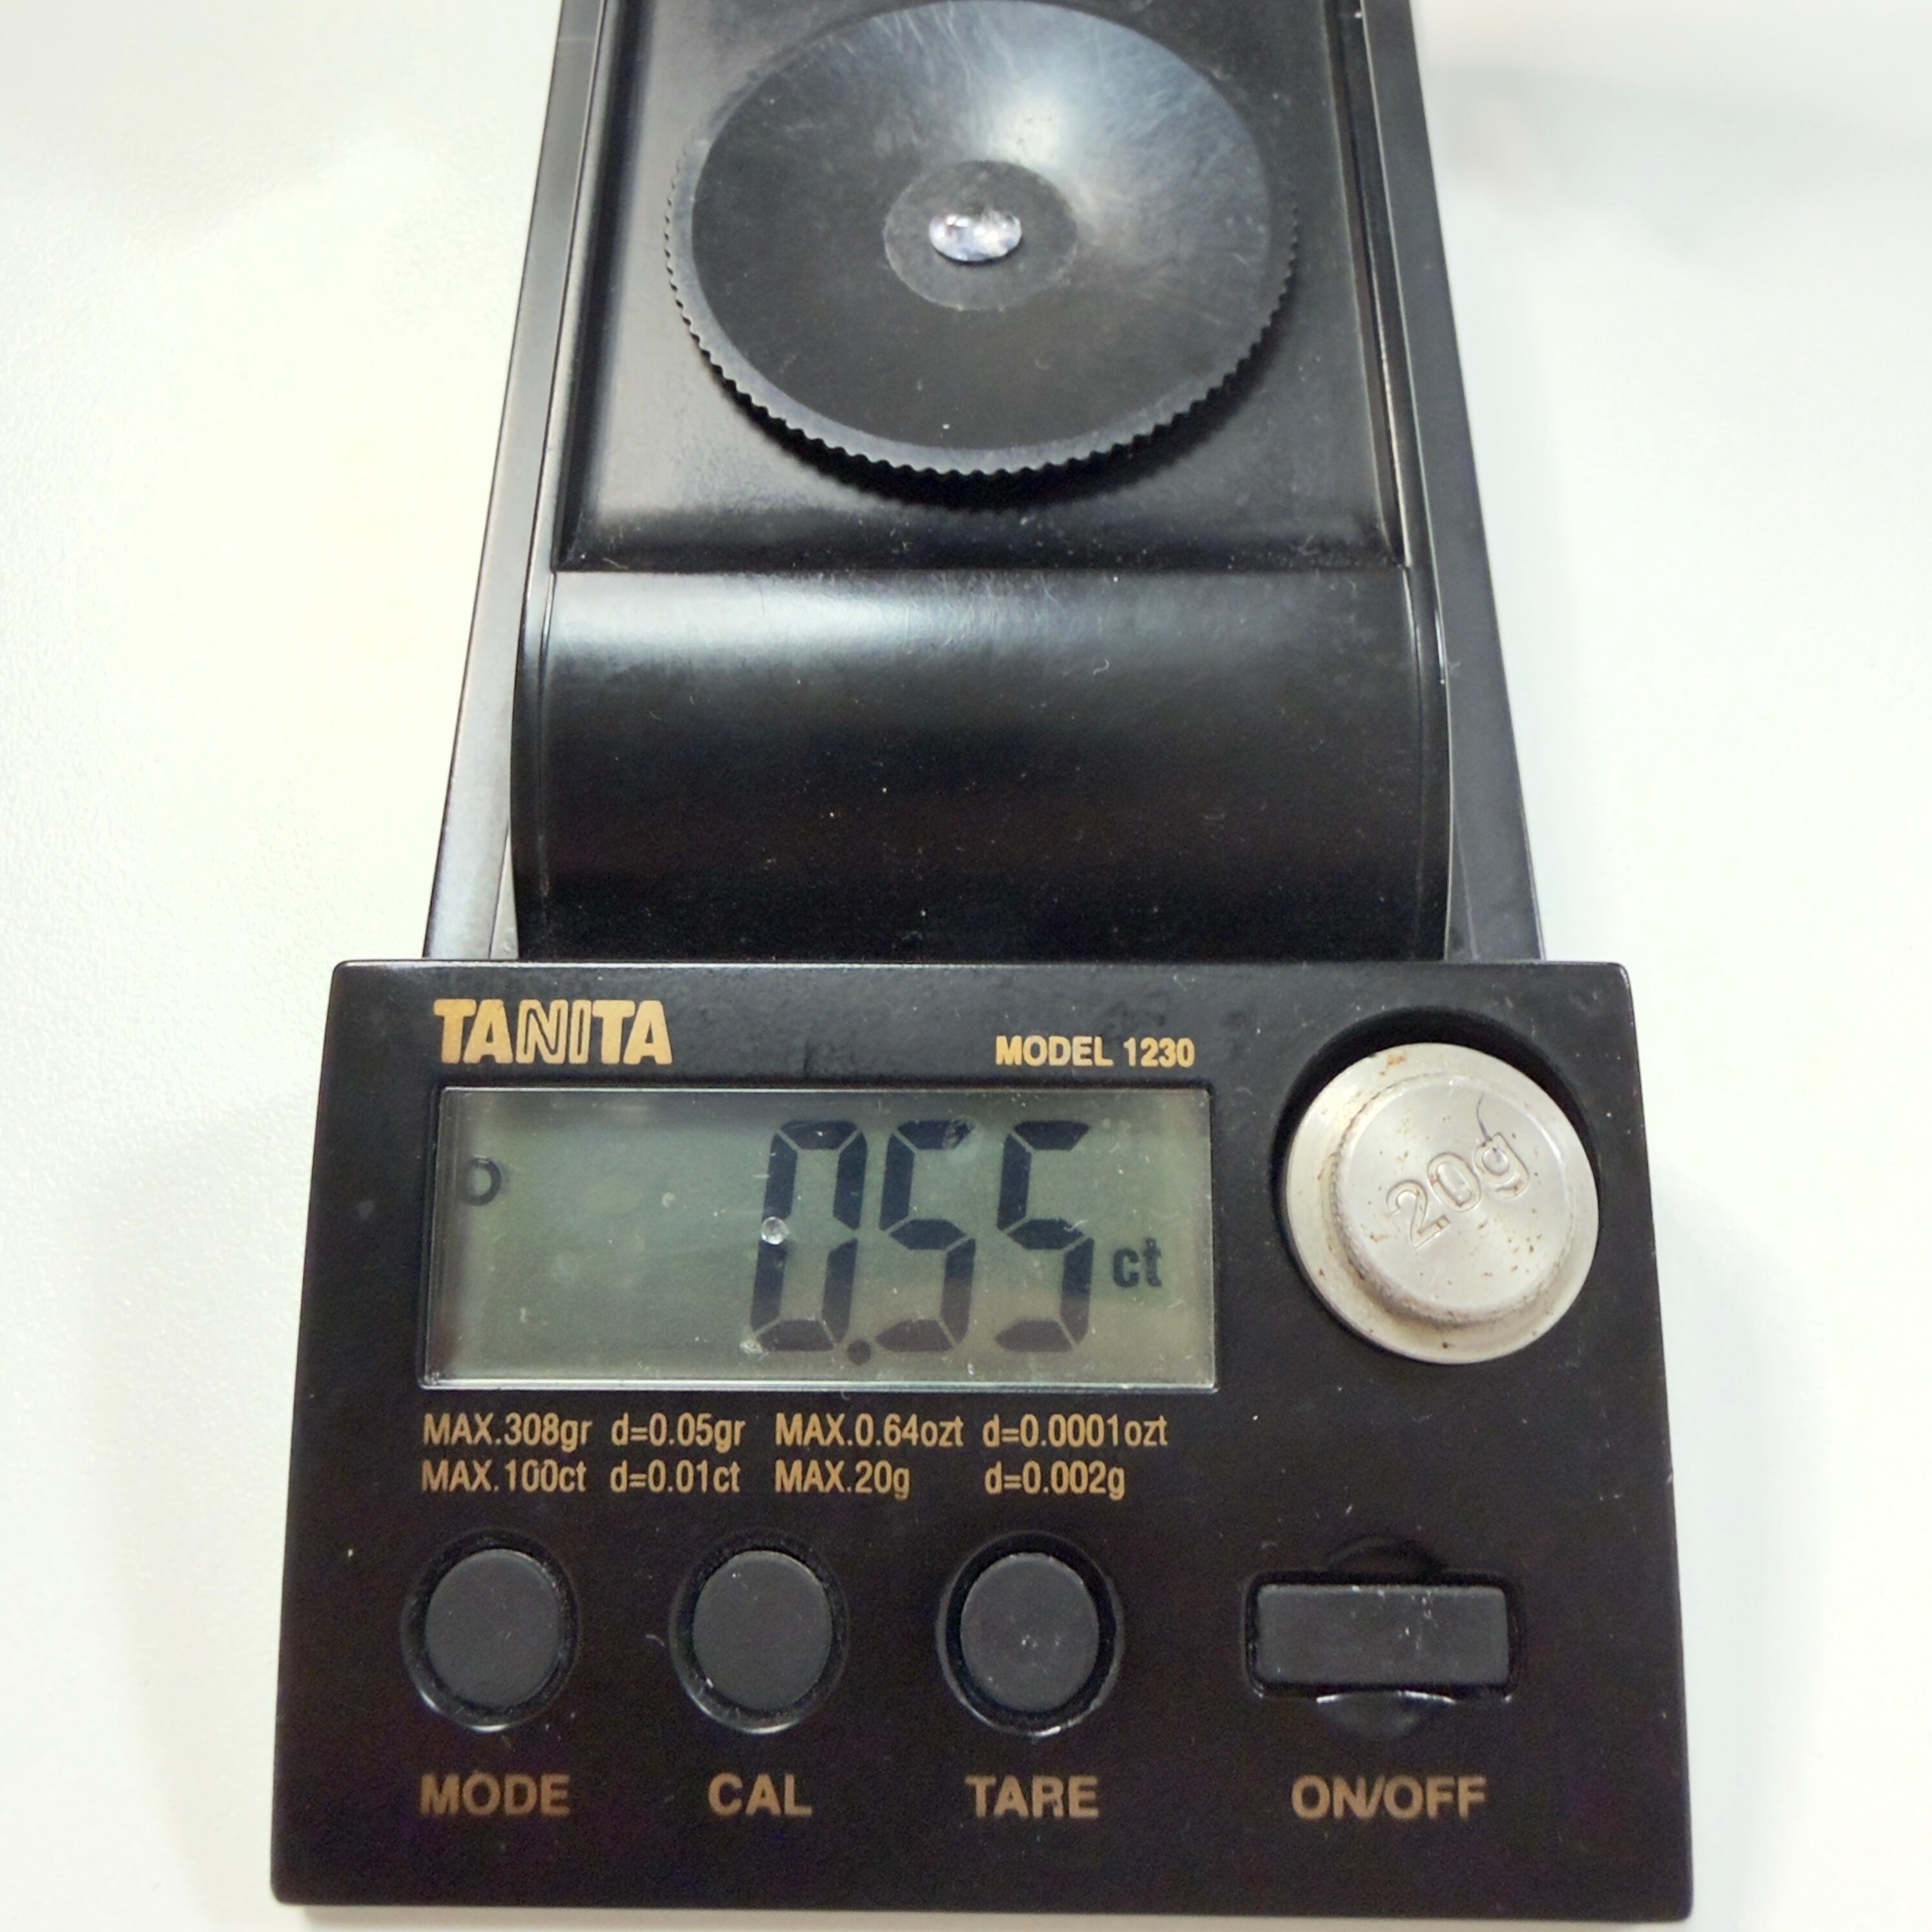 TANITA
MODEL 1230
0.55 ct
20g
MAX.308gr d=0.05gr MAX.0.64ozt d=0.0001ozt
MAX.100ct d=0.01ct MAX.20g d=0.002g
MODE CAL TARE ON/OFF